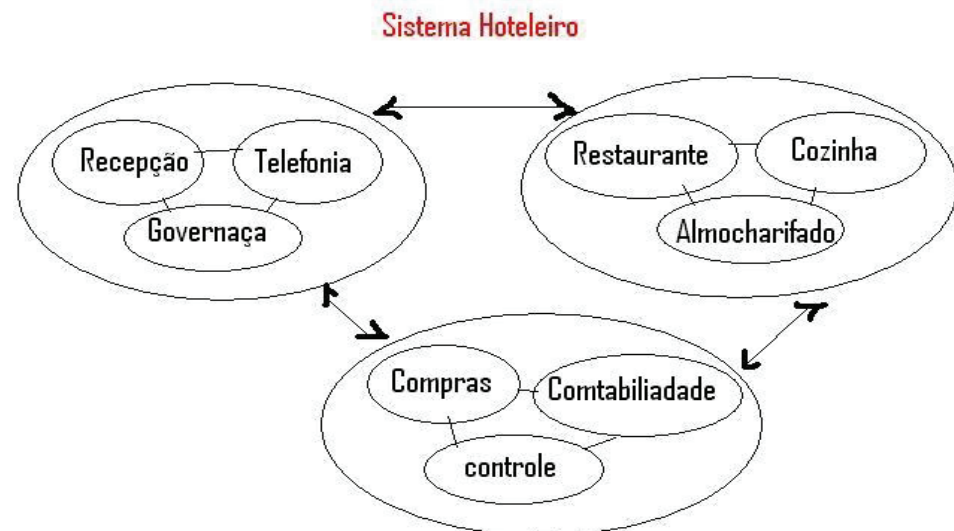 Sistema Hoteleiro
Recepção
Telefonia
Governaça
Restaurante
Cozinha
Almocharifado
Compras
Comtabiliadade
controle